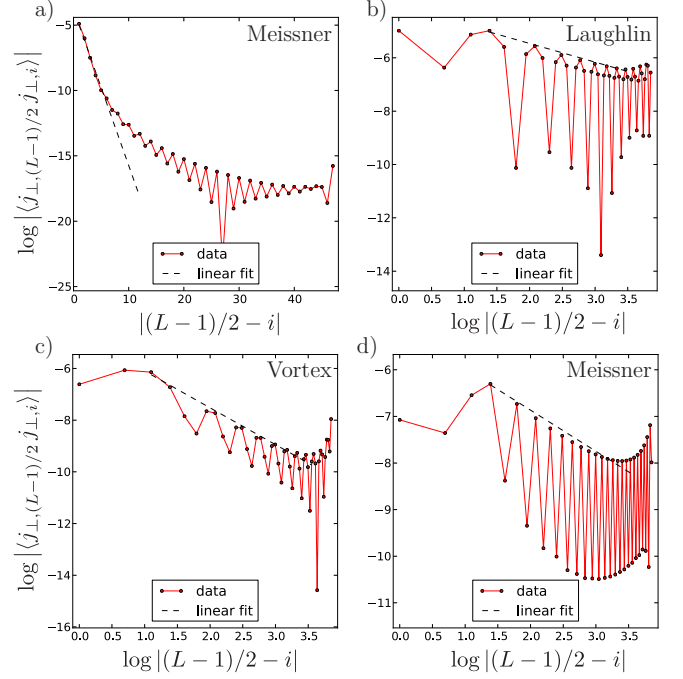 a)
Meissner
−5
−10
−15
−20
−25
0
10
20
30
40
data
linear fit
log |⟨j⊥,(L−1)/2 j⊥,i⟩|
|(L − 1)/2 − i|
b)
Laughlin
−4
−6
−8
−10
−12
−14
0.0
0.5
1.0
1.5
2.0
2.5
3.0
3.5
data
linear fit
log |(L − 1)/2 − i|
c)
Vortex
−6
−8
−10
−12
−14
−16
0.0
0.5
1.0
1.5
2.0
2.5
3.0
3.5
data
linear fit
log |⟨j⊥,(L−1)/2 j⊥,i⟩|
log |(L − 1)/2 − i|
d)
Meissner
−6
−7
−8
−9
−10
−11
0.0
0.5
1.0
1.5
2.0
2.5
3.0
3.5
data
linear fit
log |(L − 1)/2 − i|